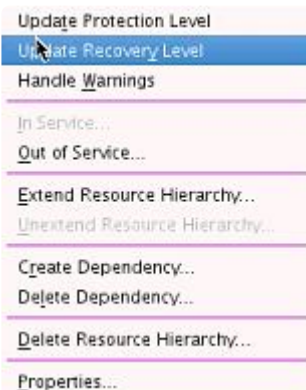 Update Protection Level
Update Recovery Level
Handle Warnings
In Service...
Out of Service...
Extend Resource Hierarchy...
Unextend Resource Hierarchy...
Create Dependency...
Delete Dependency...
Delete Resource Hierarchy...
Properties...